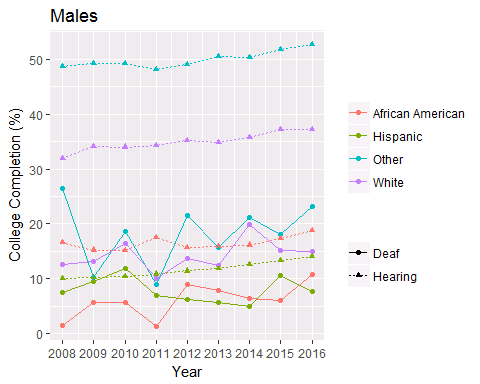 Males
College Completion (%)
50
40
30
20
10
0
2008 2009 2010 2011 2012 2013 2014 2015 2016
Year
African American
Hispanic
Other
White
Deaf
Hearing